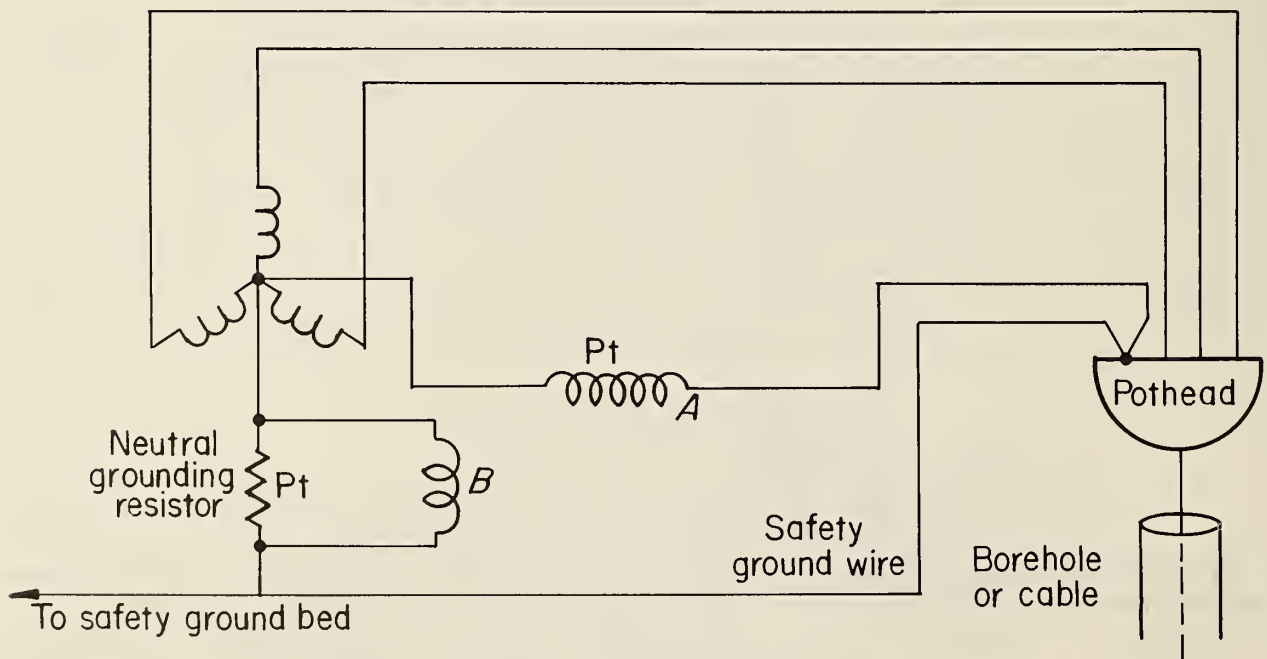 Pt
A
Pothead
Neutral
grounding
resistor
Pt
B
Safety
ground wire
Borehole
or cable
To safety ground bed